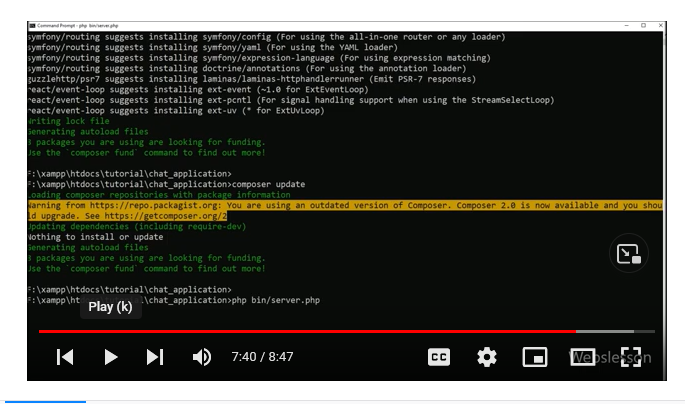 Command Prompt - php bin/server.php
symfony/routing suggests installing symfony/config (For using the all-in-one router or any loader)
symfony/routing suggests installing symfony/yaml (For using the YAML loader)
symfony/routing suggests installing symfony/expression-language (For using expression matching)
symfony/routing suggests installing doctrine/annotations (For using the annotation loader)
guzzlehttp/psr7 suggests installing laminas/laminas-httphandlerrunner (Emit PSR-7 responses)
react/event-loop suggests installing ext-event (~1.0 for ExtEventLoop)
react/event-loop suggests installing ext-pcntl (For signal handling support when using the StreamSelectLoop)
react/event-loop suggests installing ext-uv (* for ExtUvLoop)
Writing lock file
Generating autoload files
8 packages you are using are looking for funding.
Use the `composer fund` command to find out more!
F:\xampp\htdocs\tutorial\chat_application>
F:\xampp\htdocs\tutorial\chat_application>composer update
Loading composer repositories with package information
Warning from https://repo.packagist.org: You are using an outdated version of Composer. Composer 2.0 is now available and you shou
ld upgrade. See https://getcomposer.org/2
Updating dependencies (including require-dev)
Nothing to install or update
Generating autoload files
8 packages you are using are looking for funding.
Use the `composer fund` command to find out more!
F:\xampp\htdocs\tutorial\chat_application>
F:\xampp\ht \chat_application>php bin/server.php
Play (k)
7:40 / 8:47
CC
Webslesson